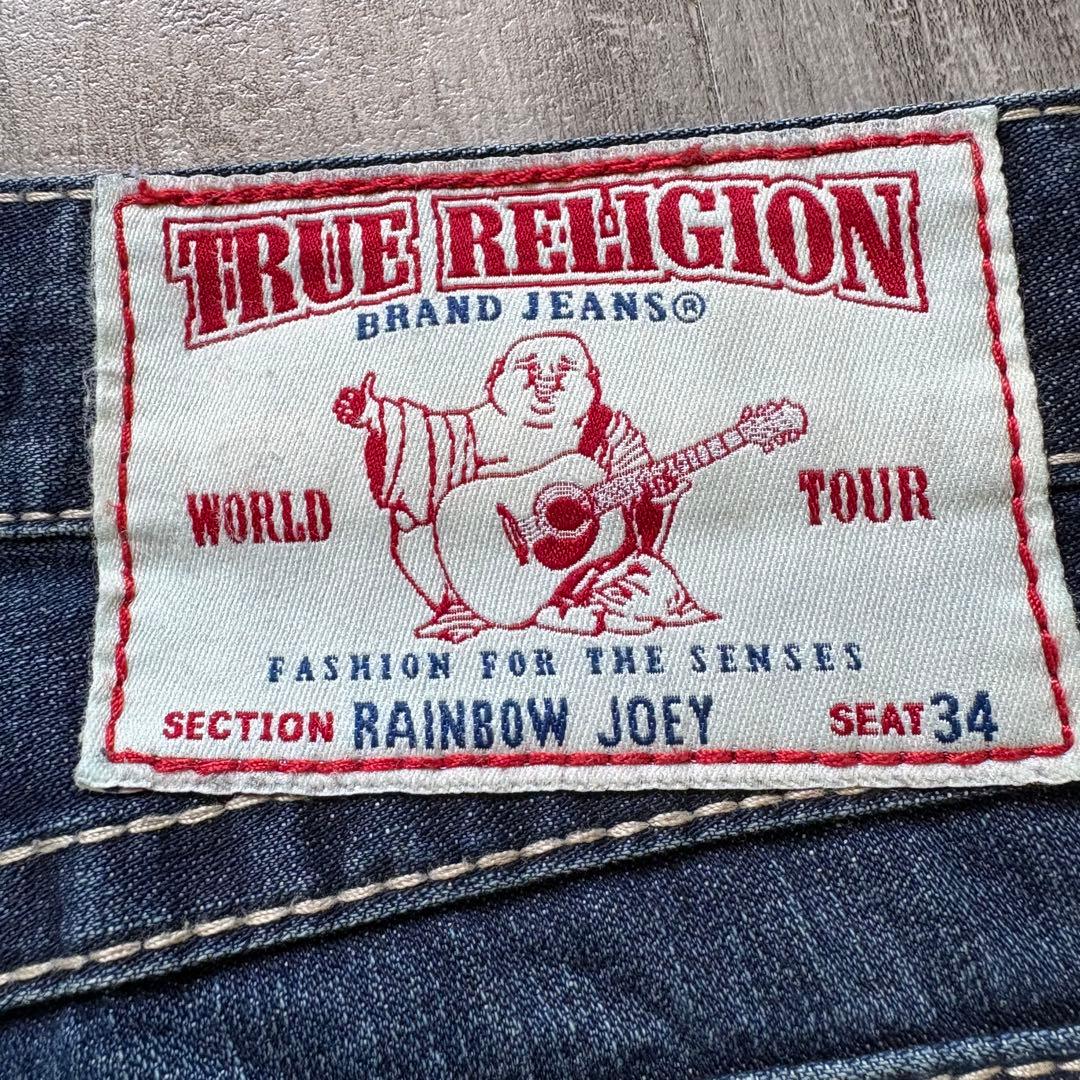 TRUE RELIGION
BRAND JEANS®
WORLD TOUR
FASHION FOR THE SENSES
SECTION RAINBOW JOEY SEAT 34